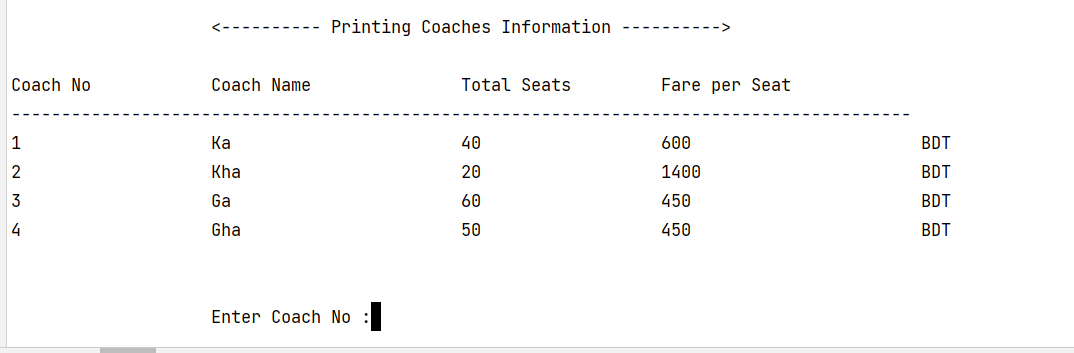 <---------- Printing Coaches Information ---------->
Coach No Coach Name Total Seats Fare per Seat
------------------------------------------------------------------------------------------
1 Ka 40 600 BDT
2 Kha 20 1400 BDT
3 Ga 60 450 BDT
4 Gha 50 450 BDT
Enter Coach No :